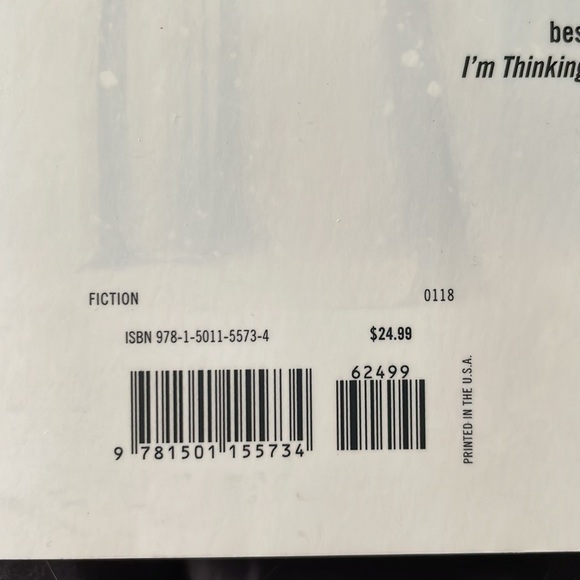 bes
I'm Thinking
FICTION 0118
ISBN 978-1-5011-5573-4 $24.99
62499
9 781501 155734
PRINTED IN THE U.S.A.